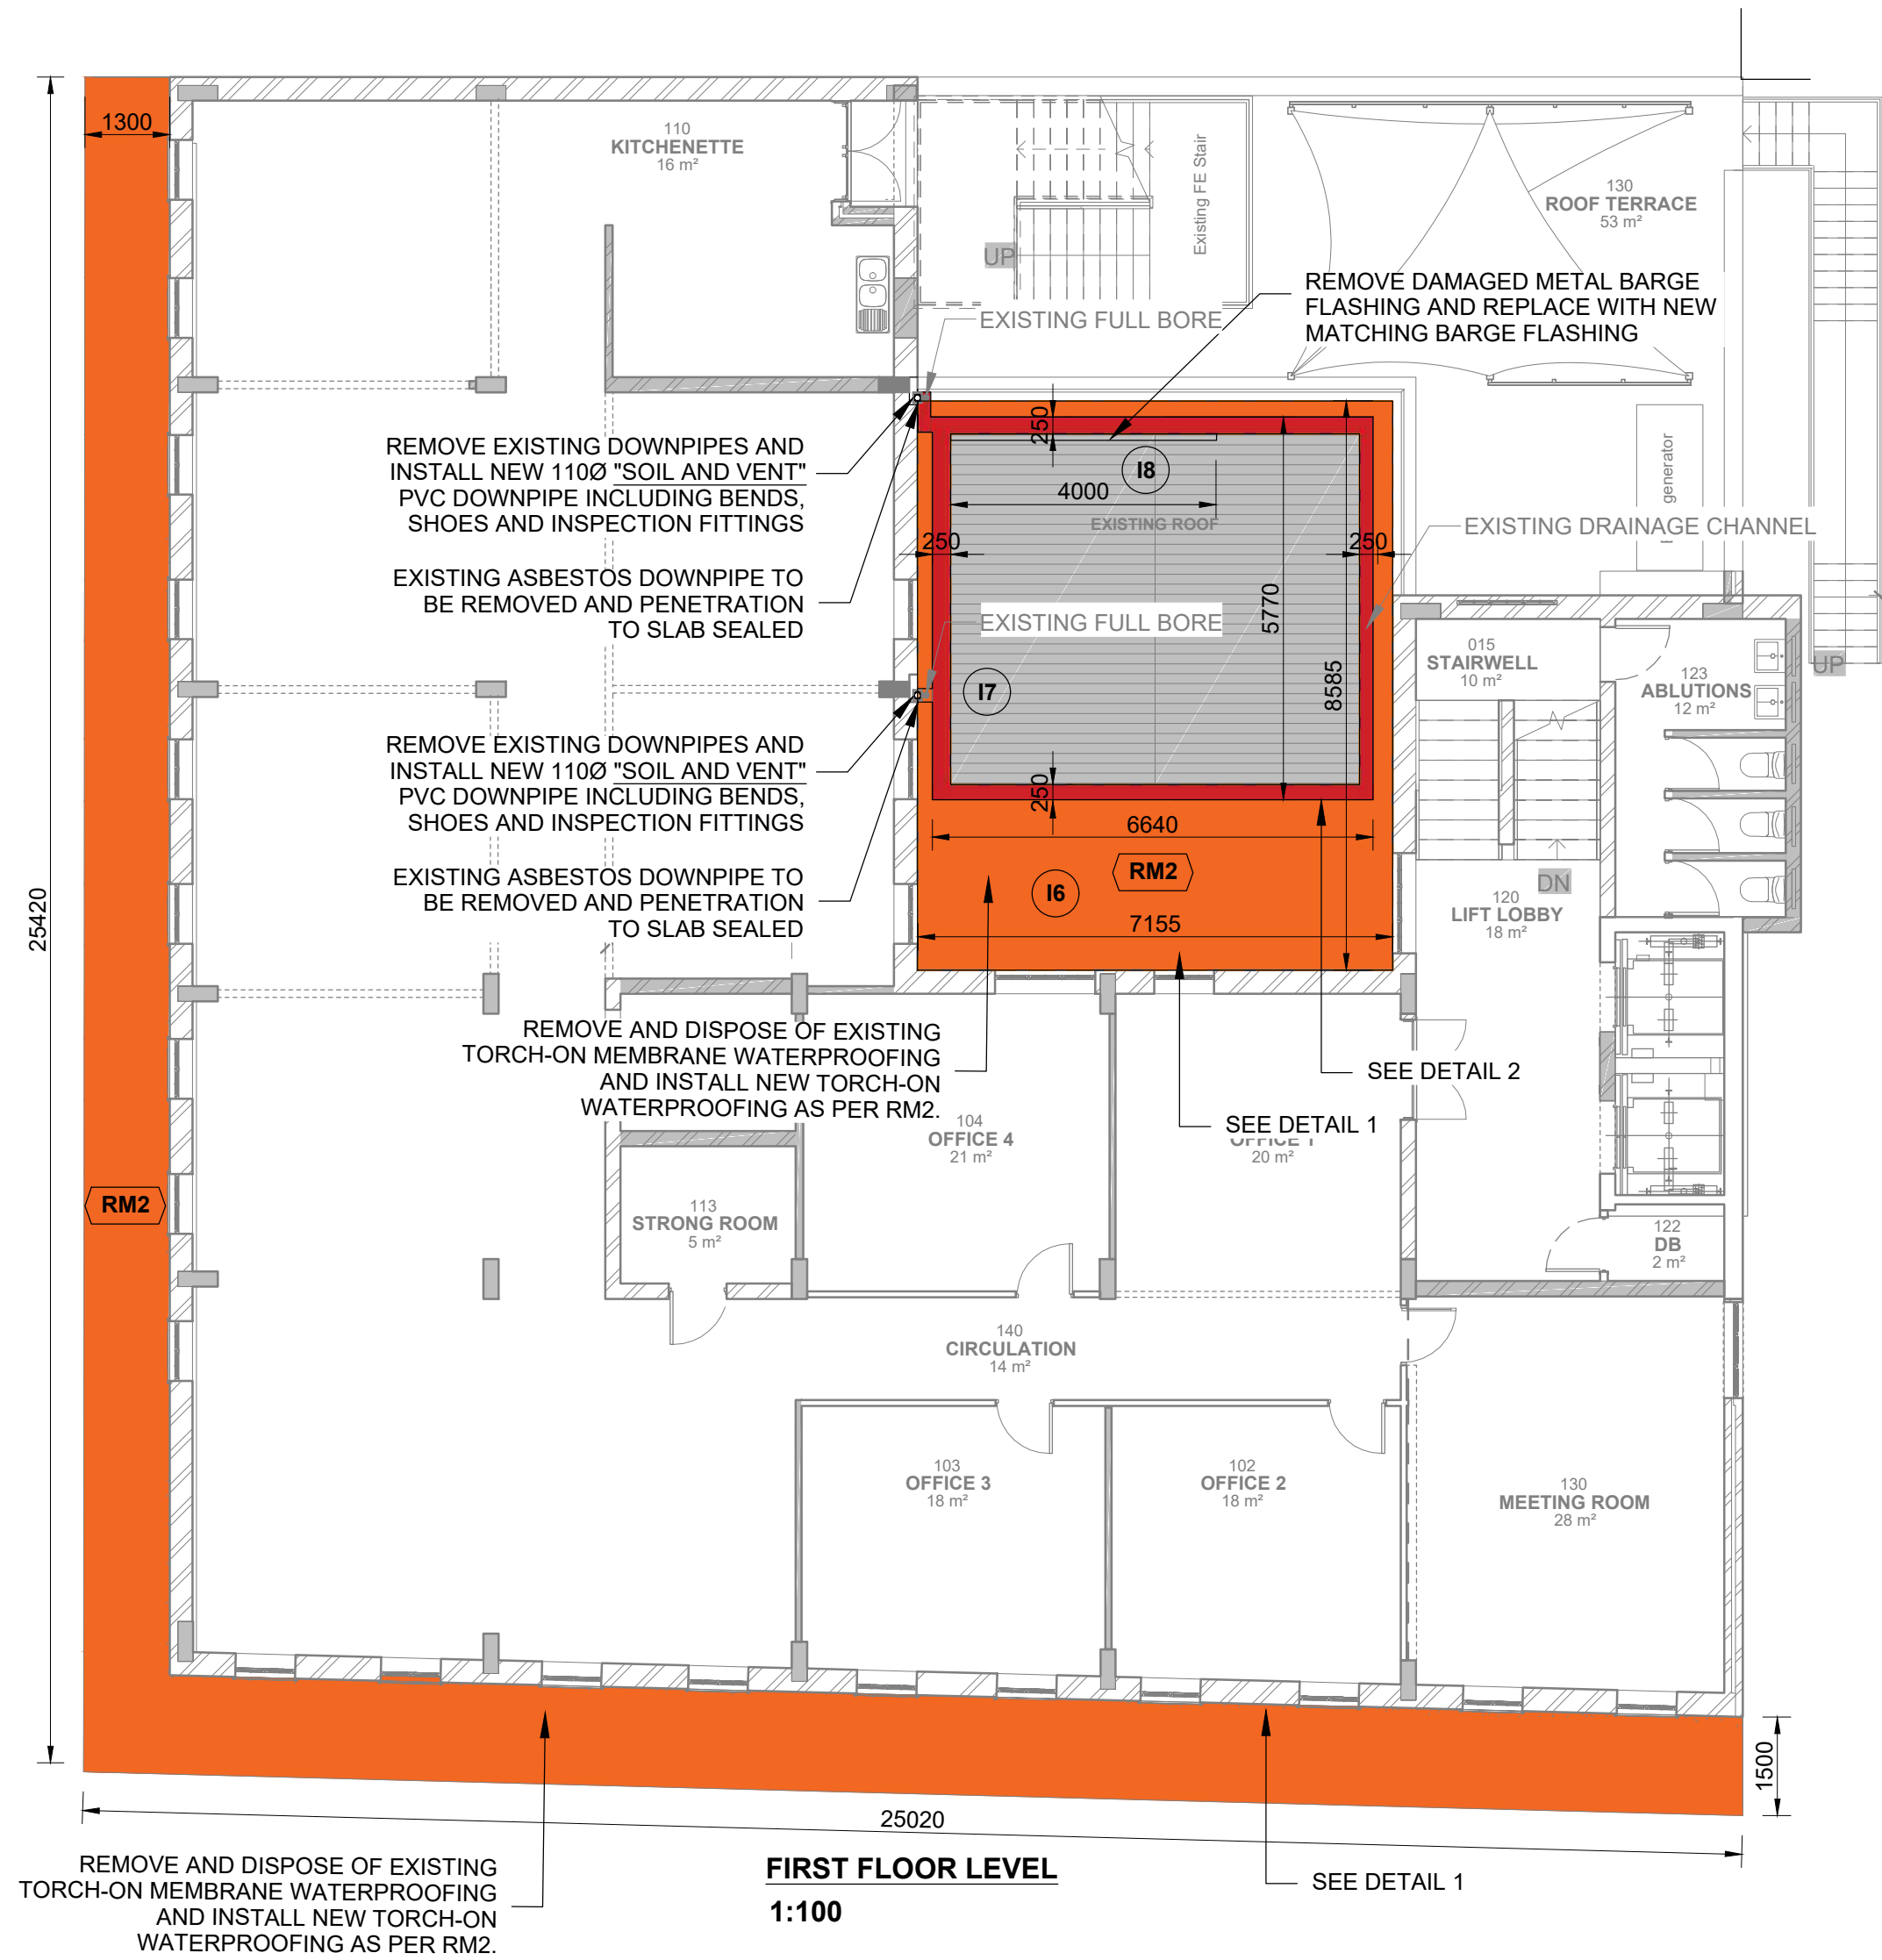 1300
110
KITCHENETTE
16 m²
Existing FE Stair
UP
130
ROOF TERRACE
53 m²
REMOVE DAMAGED METAL BARGE
FLASHING AND REPLACE WITH NEW
MATCHING BARGE FLASHING
EXISTING FULL BORE
REMOVE EXISTING DOWNPIPES AND
INSTALL NEW 110Ø "SOIL AND VENT"
PVC DOWNPIPE INCLUDING BENDS,
SHOES AND INSPECTION FITTINGS
250
I8
4000
EXISTING ROOF
250
250
generator
EXISTING DRAINAGE CHANNEL
EXISTING ASBESTOS DOWNPIPE TO
BE REMOVED AND PENETRATION
TO SLAB SEALED
EXISTING FULL BORE
5770
8585
I7
015
STAIRWELL
10 m²
123
ABLUTIONS
12 m²
UP
REMOVE EXISTING DOWNPIPES AND
INSTALL NEW 110Ø "SOIL AND VENT"
PVC DOWNPIPE INCLUDING BENDS,
SHOES AND INSPECTION FITTINGS
250
6640
RM2
I6
7155
EXISTING ASBESTOS DOWNPIPE TO
BE REMOVED AND PENETRATION
TO SLAB SEALED
DN
120
LIFT LOBBY
18 m²
25420
REMOVE AND DISPOSE OF EXISTING
TORCH-ON MEMBRANE WATERPROOFING
AND INSTALL NEW TORCH-ON
WATERPROOFING AS PER RM2.
SEE DETAIL 2
SEE DETAIL 1
104
OFFICE 4
21 m²
OFFICE 1
20 m²
RM2
113
STRONG ROOM
5 m²
122
DB
2 m²
140
CIRCULATION
14 m²
103
OFFICE 3
18 m²
102
OFFICE 2
18 m²
130
MEETING ROOM
28 m²
1500
25020
REMOVE AND DISPOSE OF EXISTING
TORCH-ON MEMBRANE WATERPROOFING
AND INSTALL NEW TORCH-ON
WATERPROOFING AS PER RM2.
FIRST FLOOR LEVEL
1:100
SEE DETAIL 1